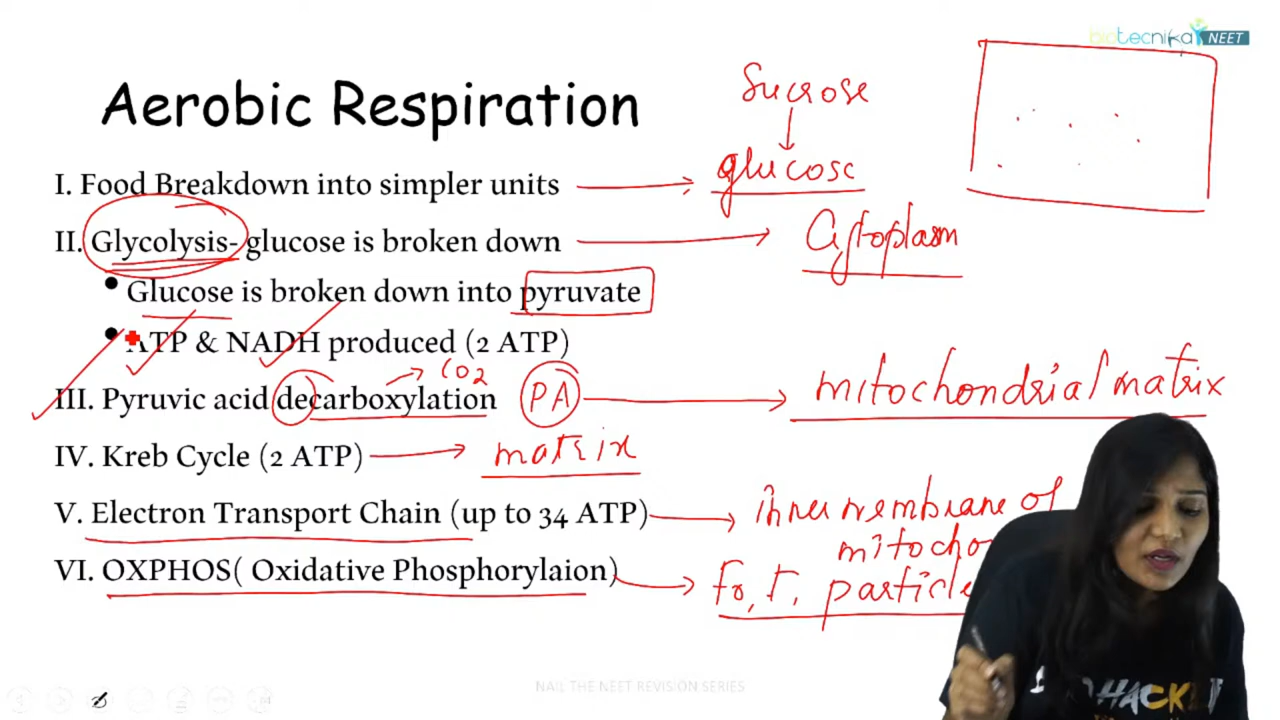 biotecnika NEET
Aerobic Respiration
Sucrose
I. Food Breakdown into simpler units
glucose
II. Glycolysis- glucose is broken down
Cytoplasm
Glucose is broken down into pyruvate
ATP & NADH produced (2 ATP)
CO2
III. Pyruvic acid decarboxylation
PA
mitochondrial matrix
IV. Kreb Cycle (2 ATP)
matrix
V. Electron Transport Chain (up to 34 ATP)
inner membrane of
mitocho
VI. OXPHOS( Oxidative Phosphorylaion)
particle
NAIL THE NEET REVISION SERIES
HACK